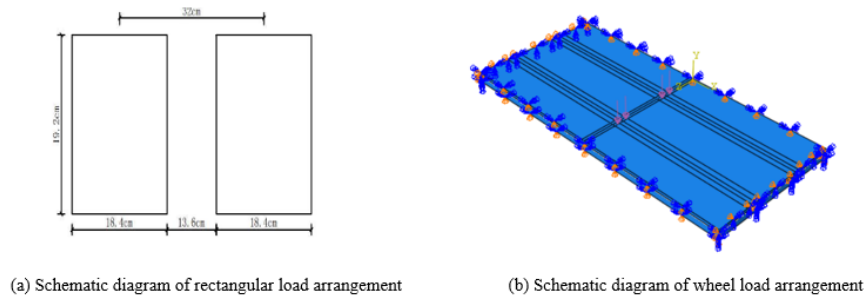 32cm
19.2cm
18.4cm 13.6cm 18.4cm
Y
(a) Schematic diagram of rectangular load arrangement
(b) Schematic diagram of wheel load arrangement